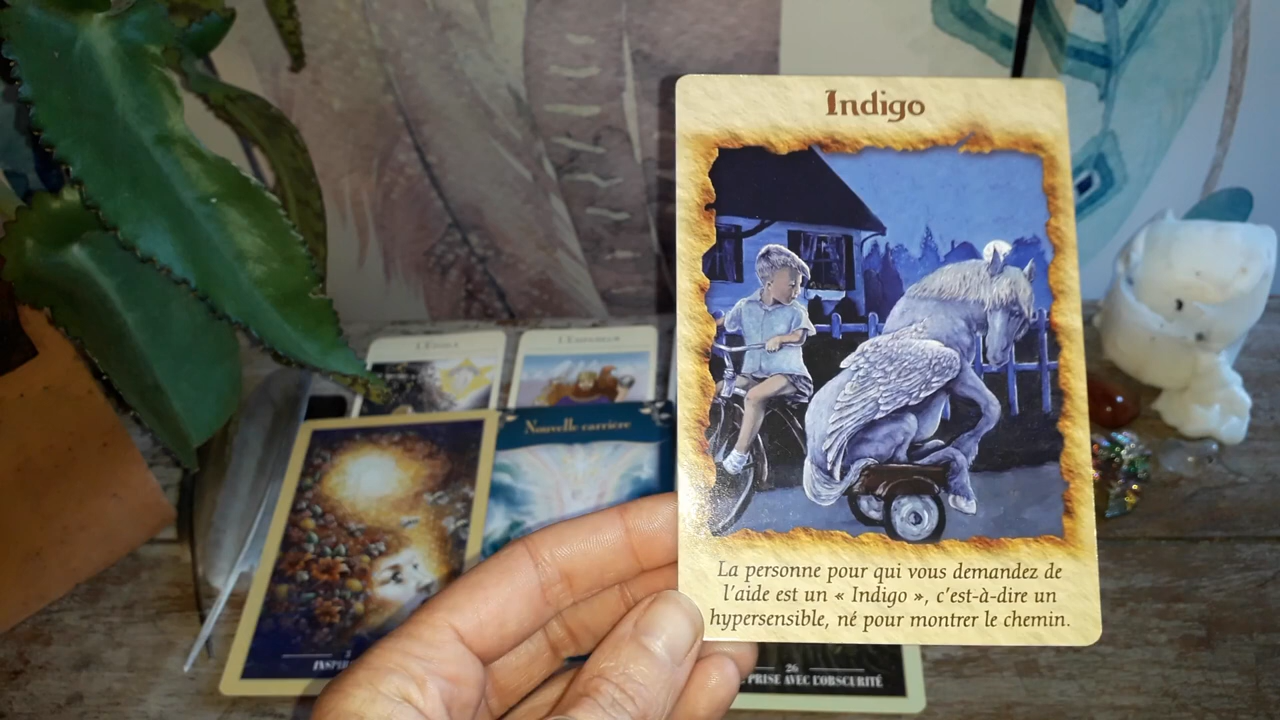 Indigo
La personne pour qui vous demandez de
l'aide est un « Indigo », c'est-à-dire un
hypersensible, né pour montrer le chemin.
Nouvelle carrière
INSPIR
26
PRISE AVEC L'OBSCURITÉ